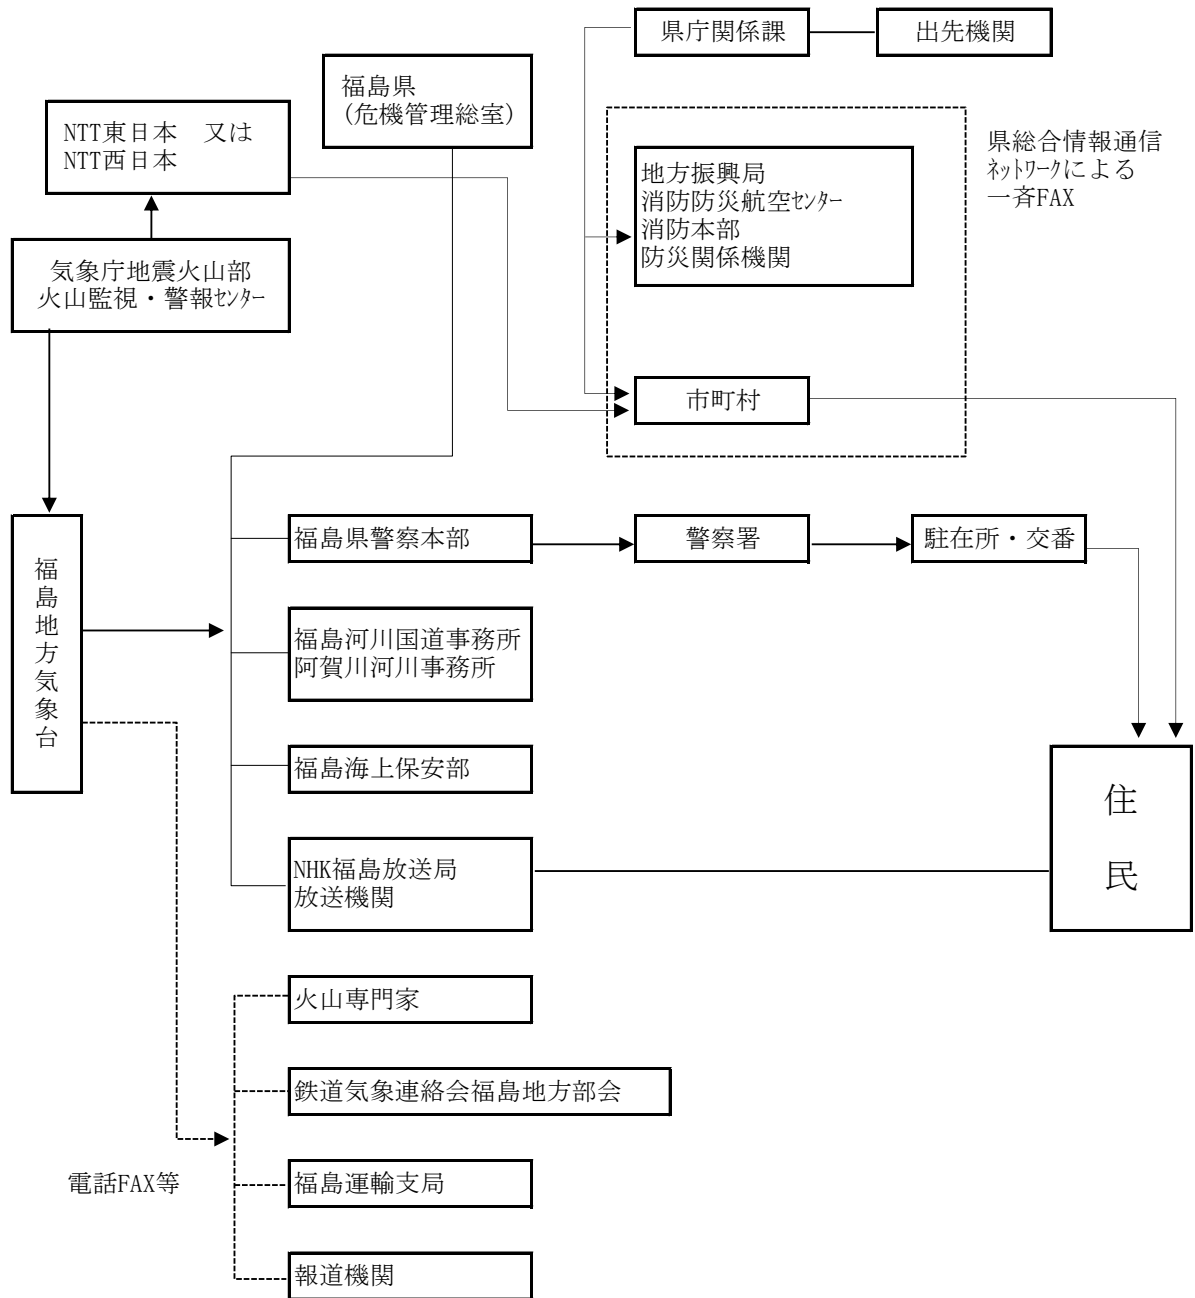 県庁関係課
出先機関
福島県
(危機管理総室)
NTT東日本　又は
NTT西日本
県総合情報通信
ネットワークによる
一斉FAX
地方振興局
消防防災航空センター
消防本部
防災関係機関
気象庁地震火山部
火山監視・警報センター
市町村
福島県警察本部
警察署
駐在所・交番
福島地方気象台
福島河川国道事務所
阿賀川河川事務所
福島海上保安部
住民
NHK福島放送局
放送機関
火山専門家
鉄道気象連絡会福島地方部会
電話FAX等
福島運輸支局
報道機関